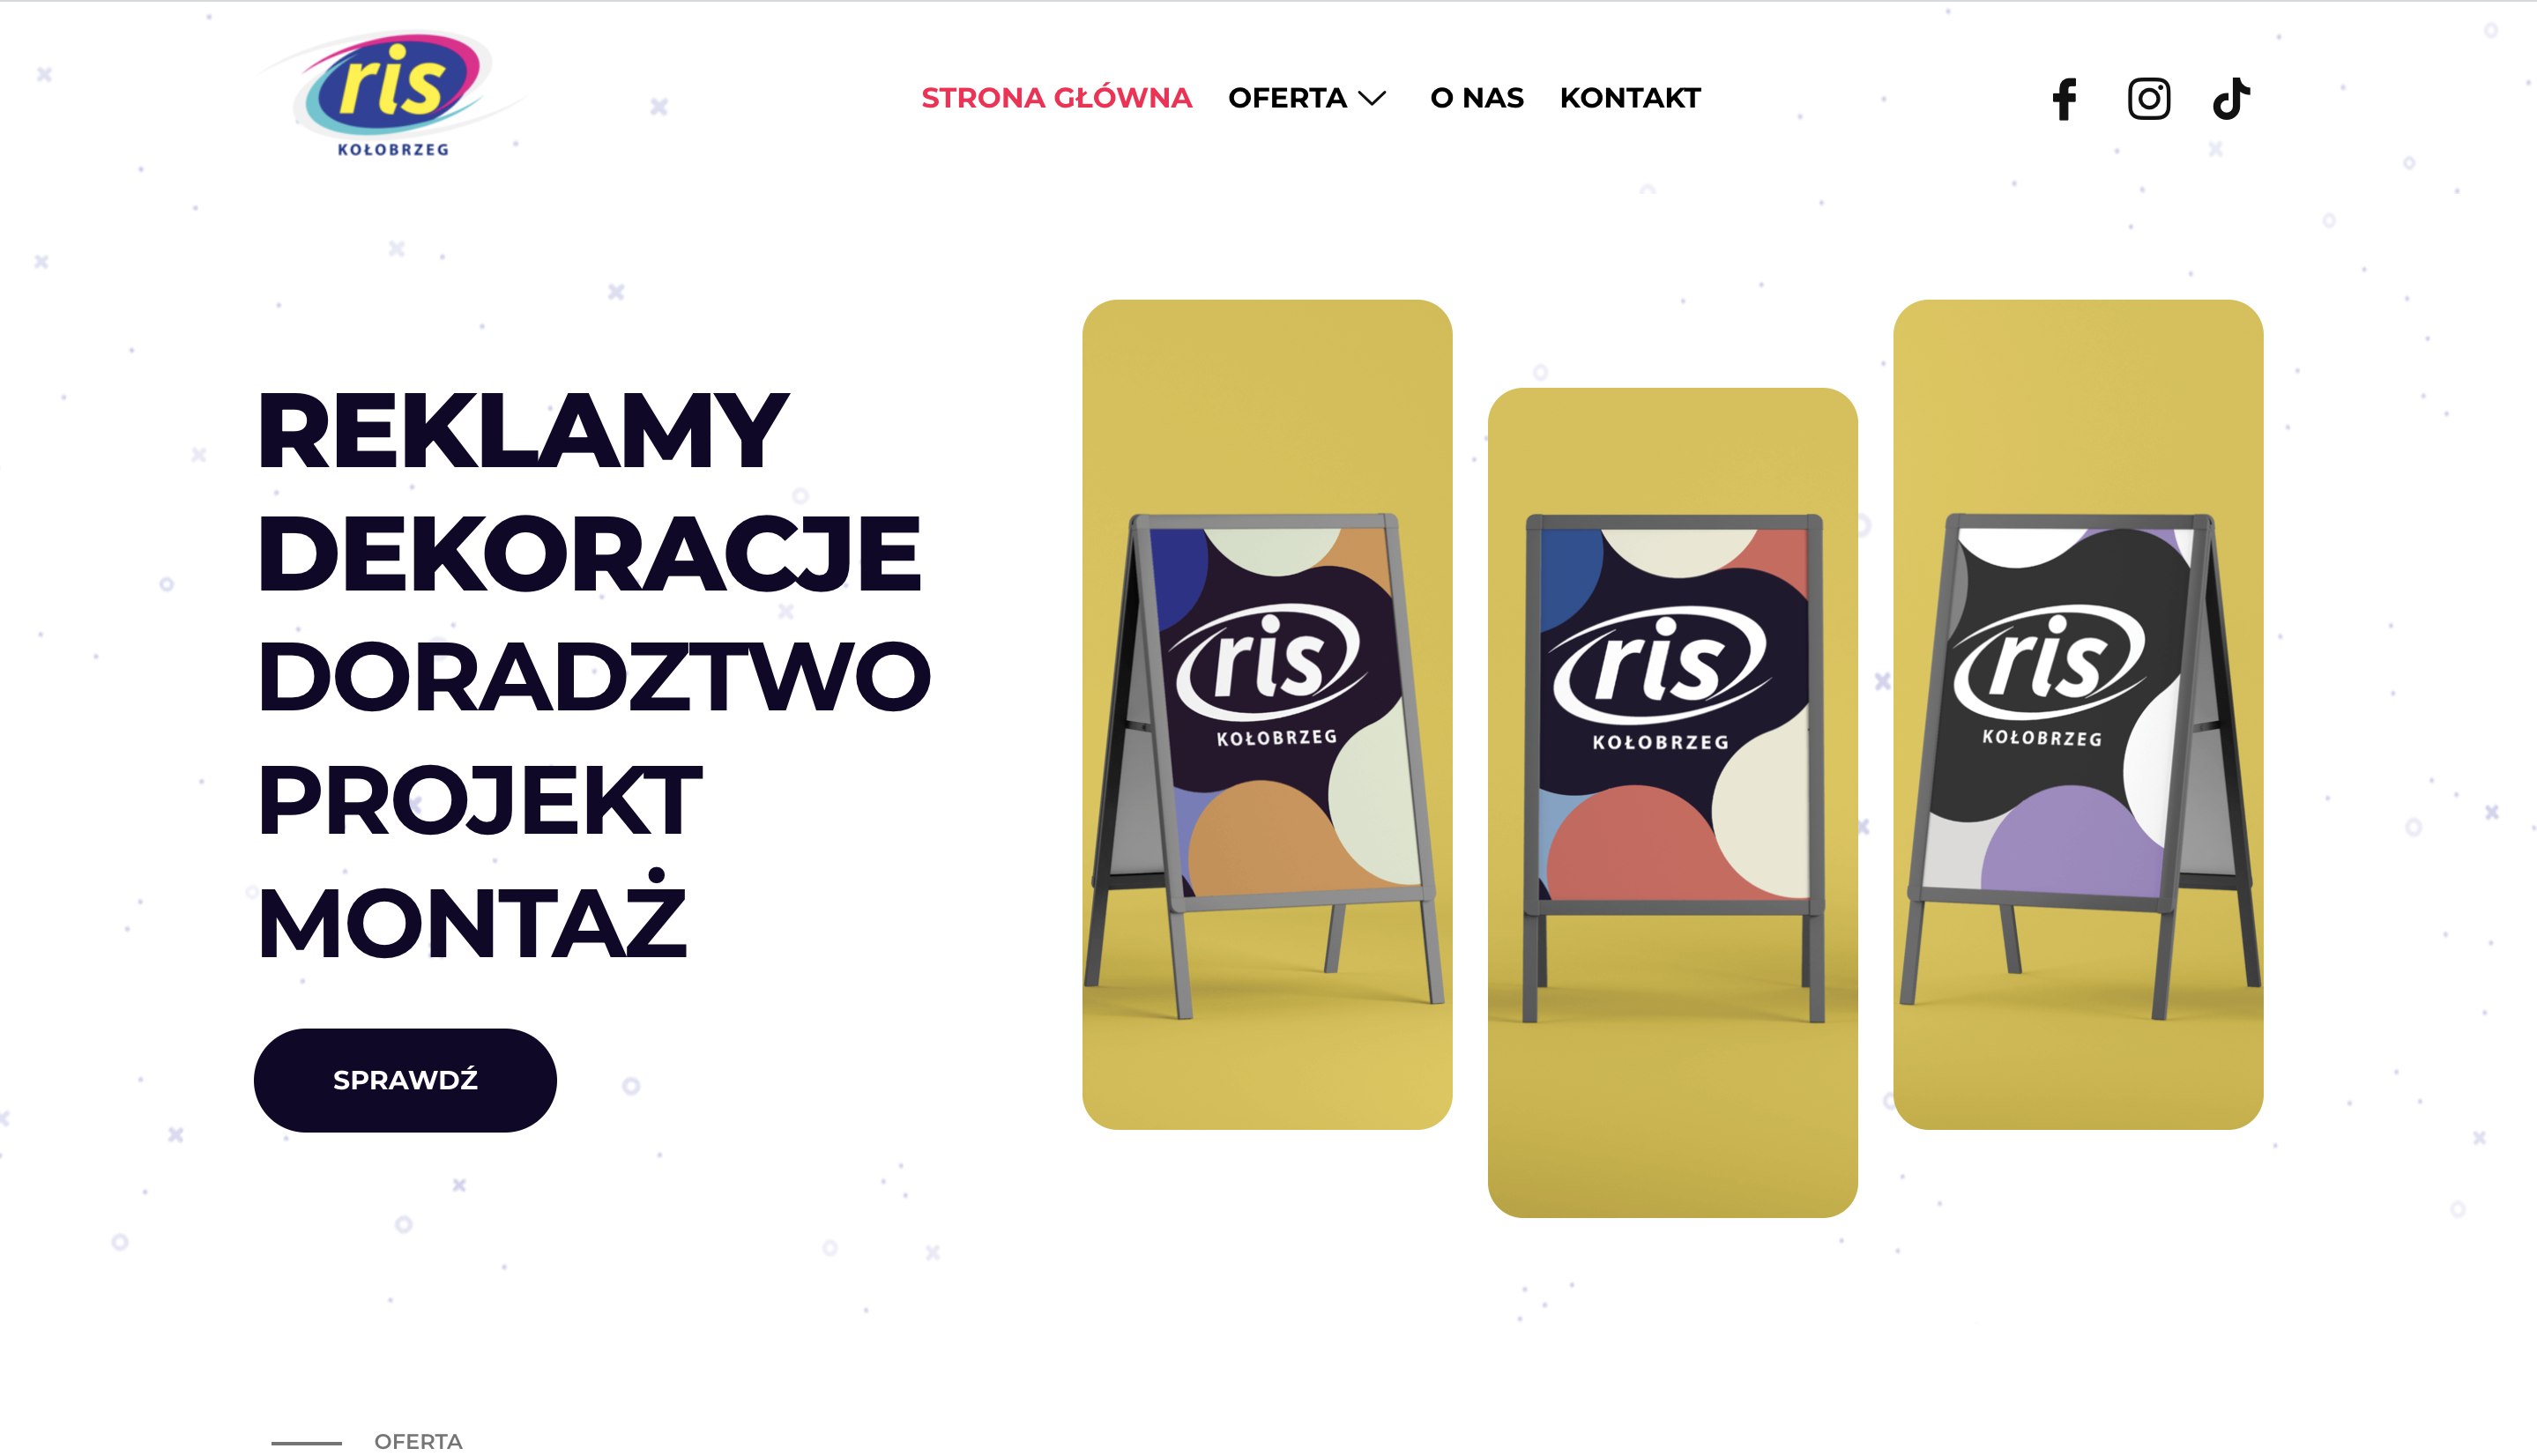 ris
KOŁOBRZEG
STRONA GŁÓWNA OFERTA O NAS KONTAKT
REKLAMY
DEKORACJE
DORADZTWO
PROJEKT
MONTAŻ
SPRAWDŹ
ris
KOŁOBRZEG
ris
KOŁOBRZEG
ris
KOŁOBRZEG
OFERTA